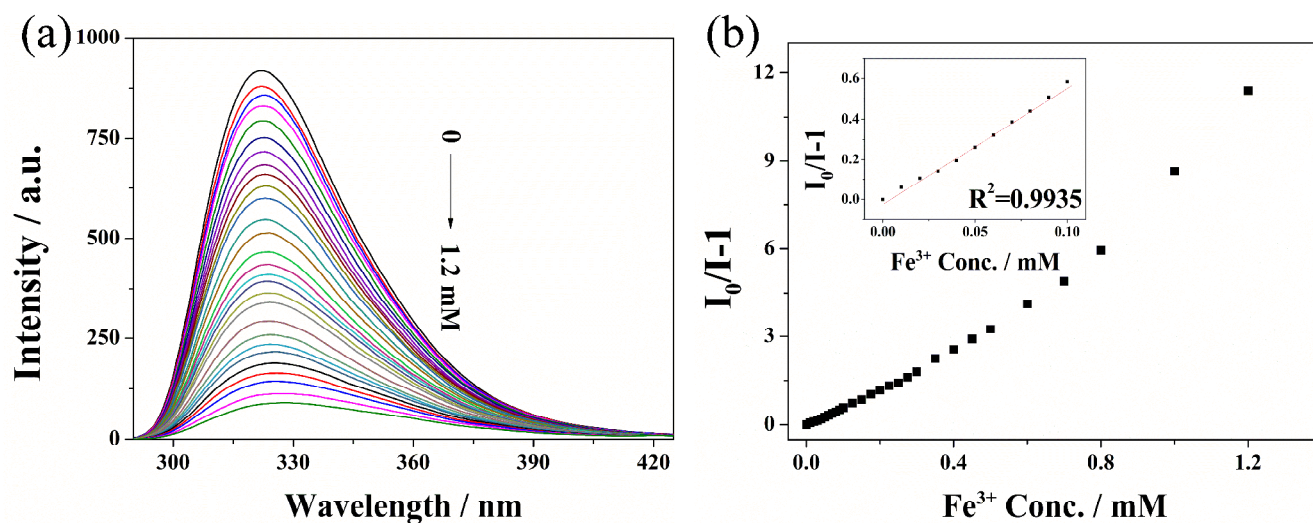 (a)
1000
750
500
250
0
Intensity / a.u.
300
330
360
390
420
Wavelength / nm
0
1.2 mM
(b)
12
9
6
3
0
I₀/I-1
0.0
0.4
0.8
1.2
Fe³⁺ Conc. / mM
0.6
0.4
0.2
0.0
I₀/I-1
R²=0.9935
0.00
0.05
0.10
Fe³⁺ Conc. / mM